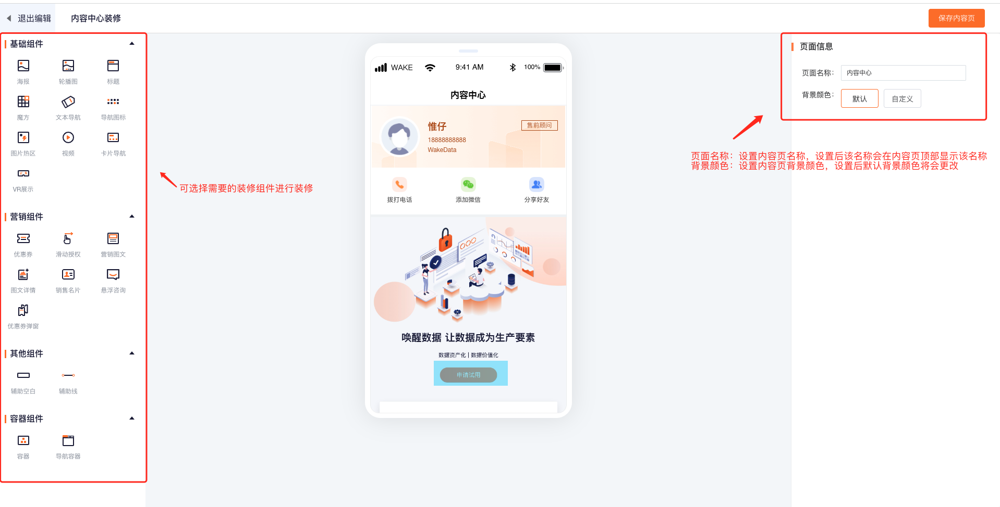 退出编辑
内容中心装修
保存内容页
基础组件
海报 轮播图 标题
魔方 文本导航 导航图标
图片热区 视频 卡片导航
VR展示
营销组件
优惠券 滑动授权 营销图文
图文详情 销售名片 悬浮咨询
优惠券弹窗
其他组件
辅助空白 辅助线
容器组件
容器 导航容器
可选择需要的装修组件进行装修
WAKE 9:41 AM 100%
内容中心
惟仔
售前顾问
18888888888
WakeData
拨打电话 添加微信 分享好友
唤醒数据 让数据成为生产要素
数据资产化 | 数据价值化
申请试用
页面信息
页面名称： 内容中心
背景颜色： 默认 自定义
页面名称：设置内容页名称，设置后该名称会在内容页顶部显示该名称
背景颜色：设置内容页背景颜色，设置后默认背景颜色将会更改